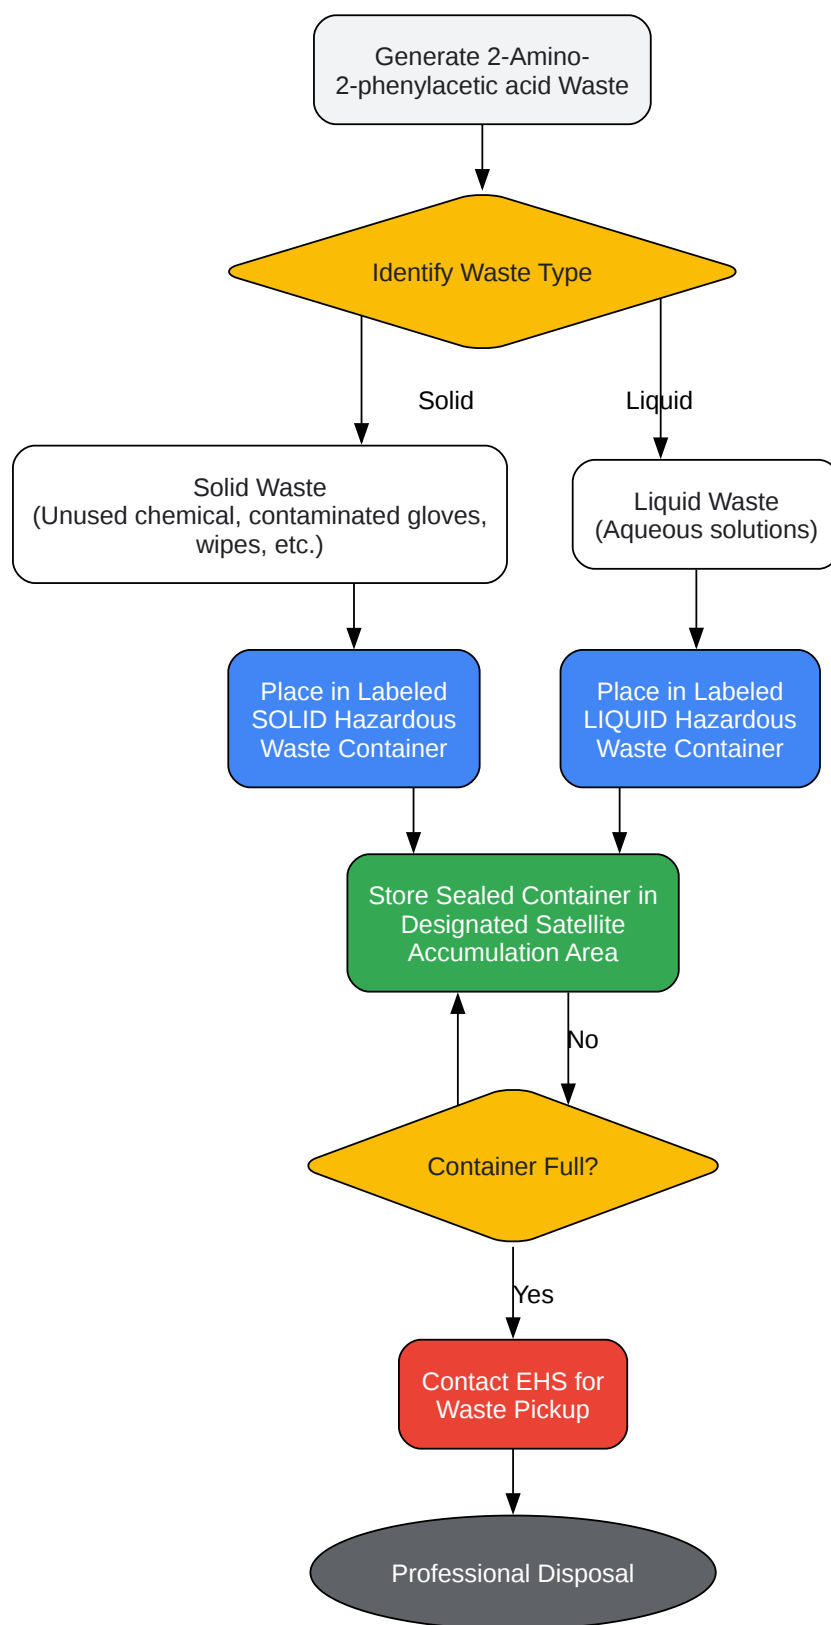 Generate 2-Amino-
2-phenylacetic acid Waste
Identify Waste Type
Solid
Liquid
Solid Waste
(Unused chemical, contaminated gloves,
wipes, etc.)
Liquid Waste
(Aqueous solutions)
Place in Labeled
SOLID Hazardous
Waste Container
Place in Labeled
LIQUID Hazardous
Waste Container
Store Sealed Container in
Designated Satellite
Accumulation Area
No
Container Full?
Yes
Contact EHS for
Waste Pickup
Professional Disposal